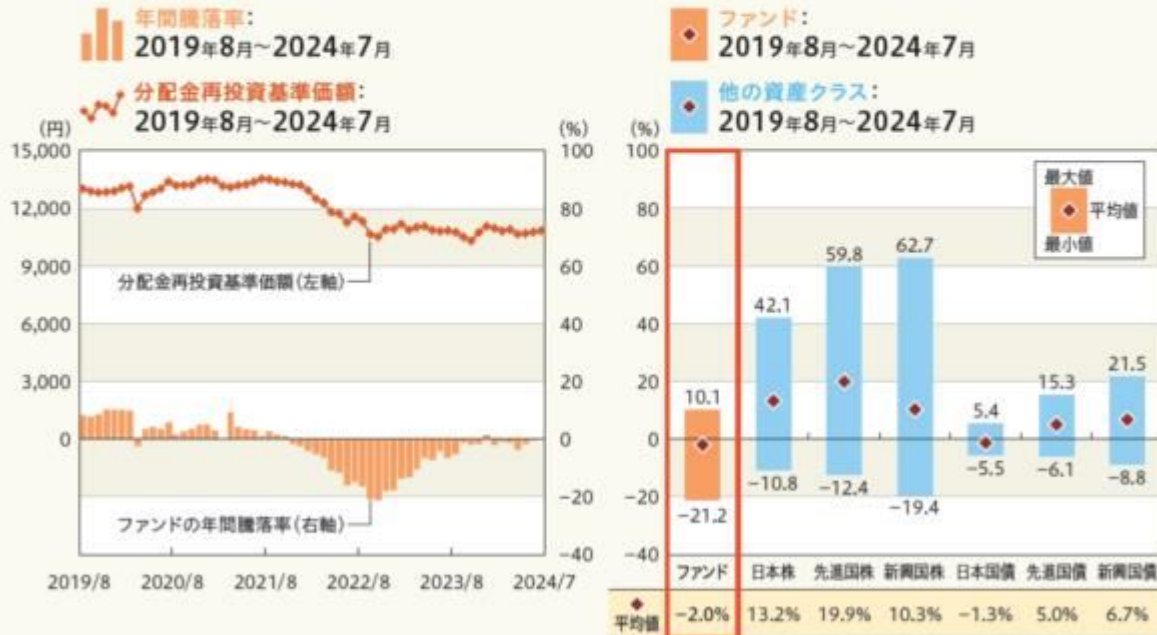 年間騰落率：
2019年8月～2024年7月
分配金再投資基準価額：
2019年8月～2024年7月
(円)
(%)
15,000
12,000
9,000
6,000
3,000
0
100
80
60
40
20
0
−20
−40
分配金再投資基準価額(左軸)
ファンドの年間騰落率(右軸)
2019/8 2020/8 2021/8 2022/8 2023/8 2024/7
ファンド：
2019年8月～2024年7月
他の資産クラス：
2019年8月～2024年7月
(%)
100
80
60
40
20
0
−20
−40
最大値
平均値
最小値
10.1 42.1 59.8 62.7 5.4 15.3 21.5
−21.2 −10.8 −12.4 −19.4 −5.5 −6.1 −8.8
ファンド 日本株 先進国株 新興国株 日本国債 先進国債 新興国債
平均値 −2.0% 13.2% 19.9% 10.3% −1.3% 5.0% 6.7%